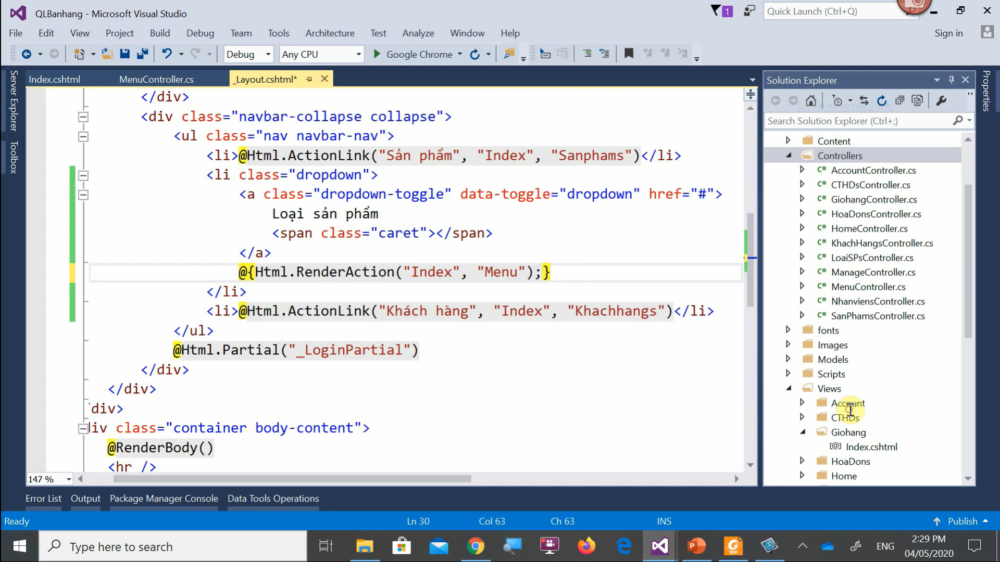 QLBanhang - Microsoft Visual Studio
1
Quick Launch (Ctrl+Q)
File Edit View Project Build Debug Team Tools Architecture Test Analyze Window Help
Sign in
Debug Any CPU Google Chrome
Server Explorer
Toolbox
Index.cshtml MenuController.cs _Layout.cshtml*
</div>
<div class="navbar-collapse collapse">
<ul class="nav navbar-nav">
<li>@Html.ActionLink("Sản phẩm", "Index", "Sanphams")</li>
<li class="dropdown">
<a class="dropdown-toggle" data-toggle="dropdown" href="#">
Loại sản phẩm
<span class="caret"></span>
</a>
@{Html.RenderAction("Index", "Menu");}
</li>
<li>@Html.ActionLink("Khách hàng", "Index", "Khachhangs")</li>
</ul>
@Html.Partial("_LoginPartial")
</div>
</div>
div>
iv class="container body-content">
@RenderBody()
<hr />
147 %
Solution Explorer
Search Solution Explorer (Ctrl+;)
Content
Controllers
C# AccountController.cs
C# CTHDsController.cs
C# GiohangController.cs
C# HoaDonsController.cs
C# HomeController.cs
C# KhachHangsController.cs
C# LoaiSPsController.cs
C# ManageController.cs
C# MenuController.cs
C# NhanviensController.cs
C# SanPhamsController.cs
fonts
Images
Models
Scripts
Views
Account
CTHDs
Giohang
[@] Index.cshtml
HoaDons
Home
Properties
Error List Output Package Manager Console Data Tools Operations
Ready Ln 30 Col 63 Ch 63 INS Publish
Type here to search
ENG
2:29 PM
04/05/2020